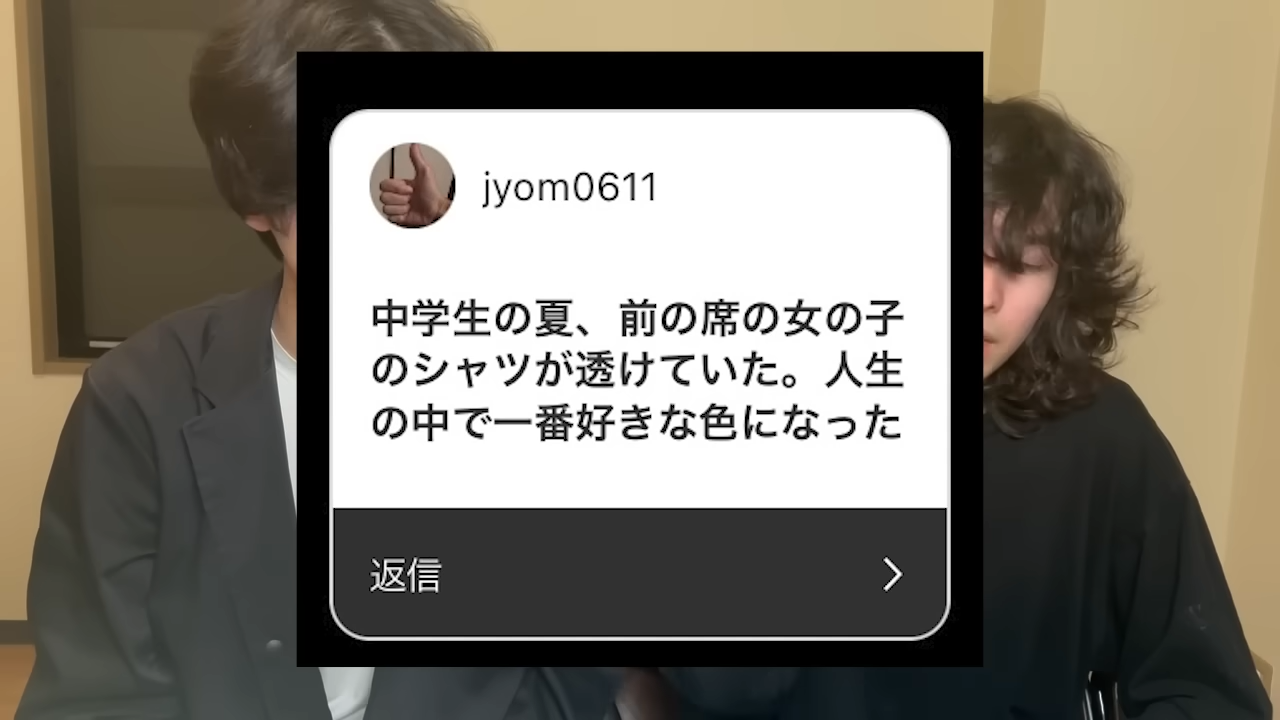 jyom0611
中学生の夏、前の席の女の子
のシャツが透けていた。人生
の中で一番好きな色になった
返信